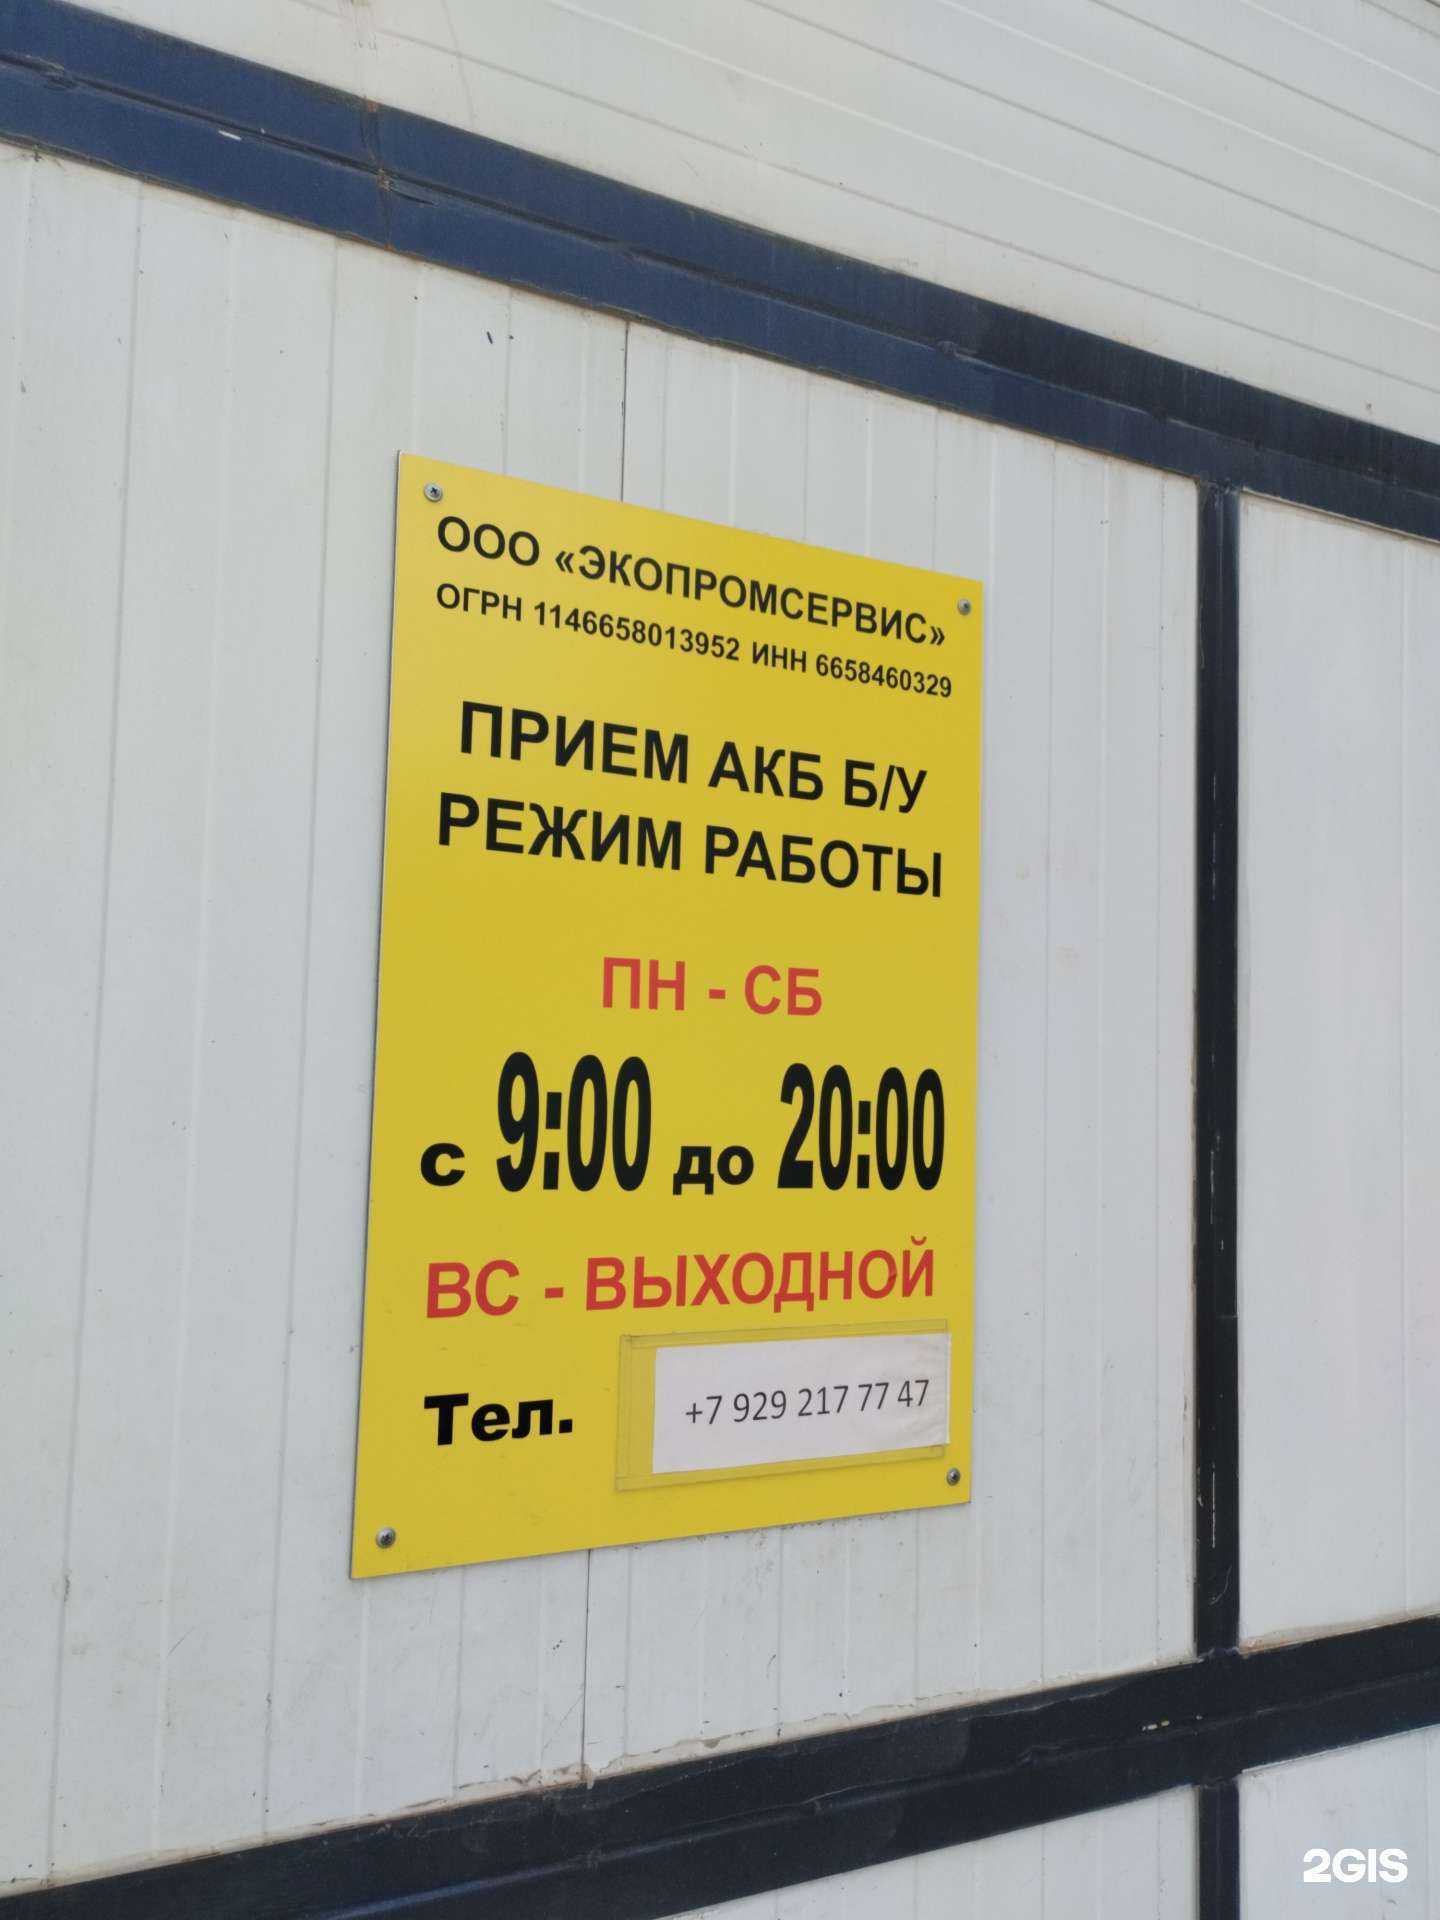 ООО «ЭКОПРОМСЕРВИС»
ОГРН 1146658013952 ИНН 6658460329
ПРИЕМ АКБ Б/У
РЕЖИМ РАБОТЫ
ПН - СБ
с 9:00 до 20:00
ВС - ВЫХОДНОЙ
Тел. +7 929 217 77 47
2GIS